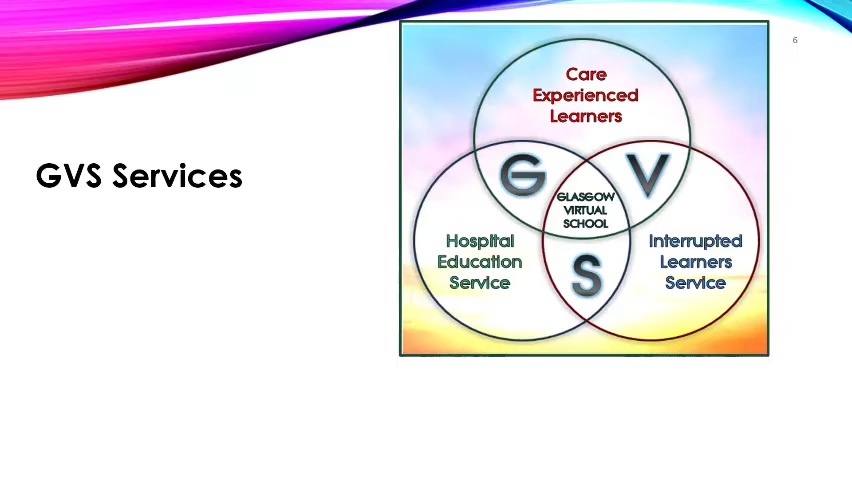 6
GVS Services
Care
Experienced
Learners
G
V
GLASGOW
VIRTUAL
SCHOOL
Hospital
Education
Service
S
Interrupted
Learners
Service